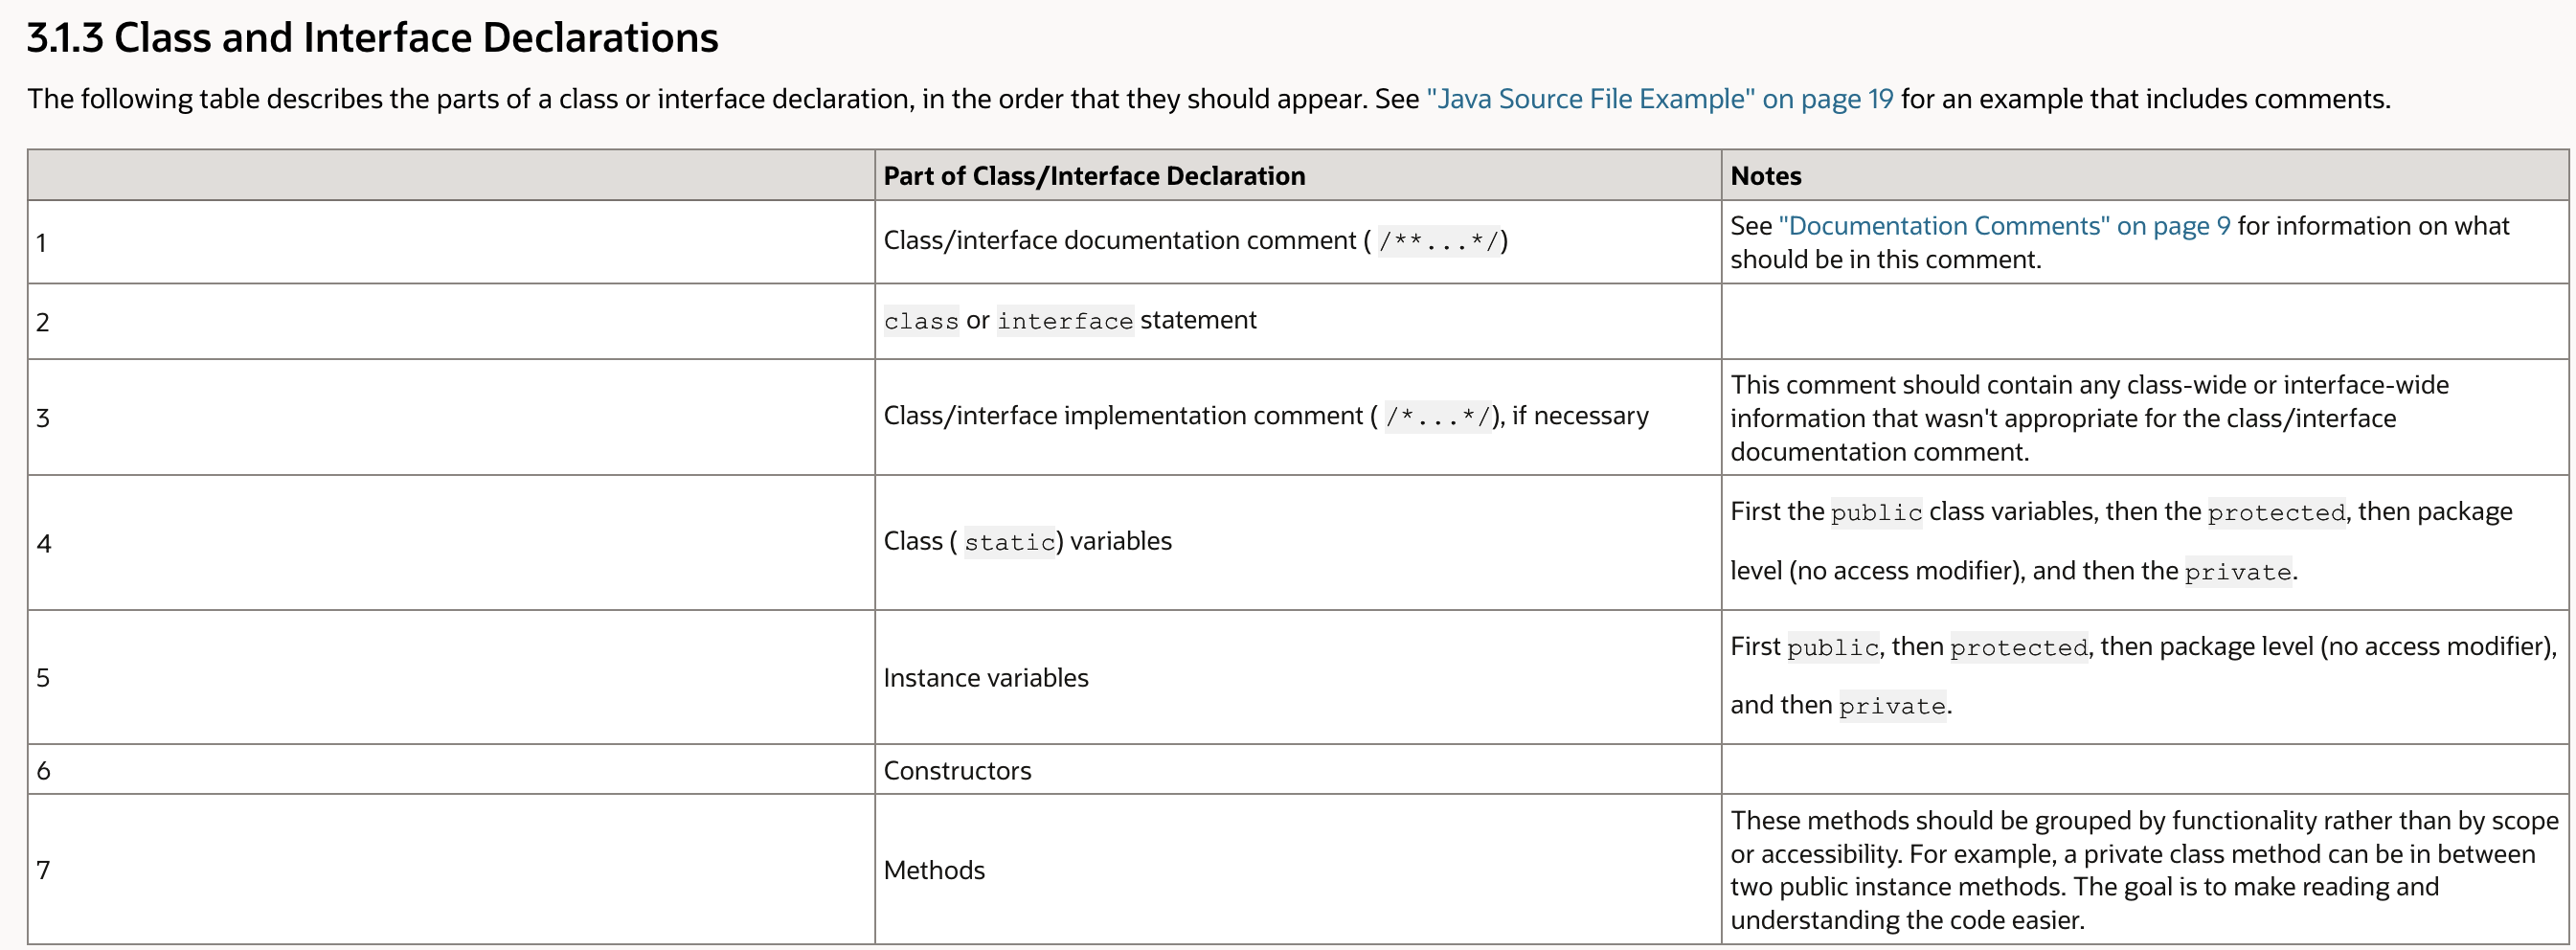 3.1.3 Class and Interface Declarations
The following table describes the parts of a class or interface declaration, in the order that they should appear. See "Java Source File Example" on page 19 for an example that includes comments.
Part of Class/Interface Declaration
Notes
1
Class/interface documentation comment ( /**...*/)
See "Documentation Comments" on page 9 for information on what
should be in this comment.
2
class or interface statement
3
Class/interface implementation comment ( /*...*/), if necessary
This comment should contain any class-wide or interface-wide
information that wasn't appropriate for the class/interface
documentation comment.
4
Class ( static) variables
First the public class variables, then the protected, then package
level (no access modifier), and then the private.
5
Instance variables
First public, then protected, then package level (no access modifier),
and then private.
6
Constructors
7
Methods
These methods should be grouped by functionality rather than by scope
or accessibility. For example, a private class method can be in between
two public instance methods. The goal is to make reading and
understanding the code easier.